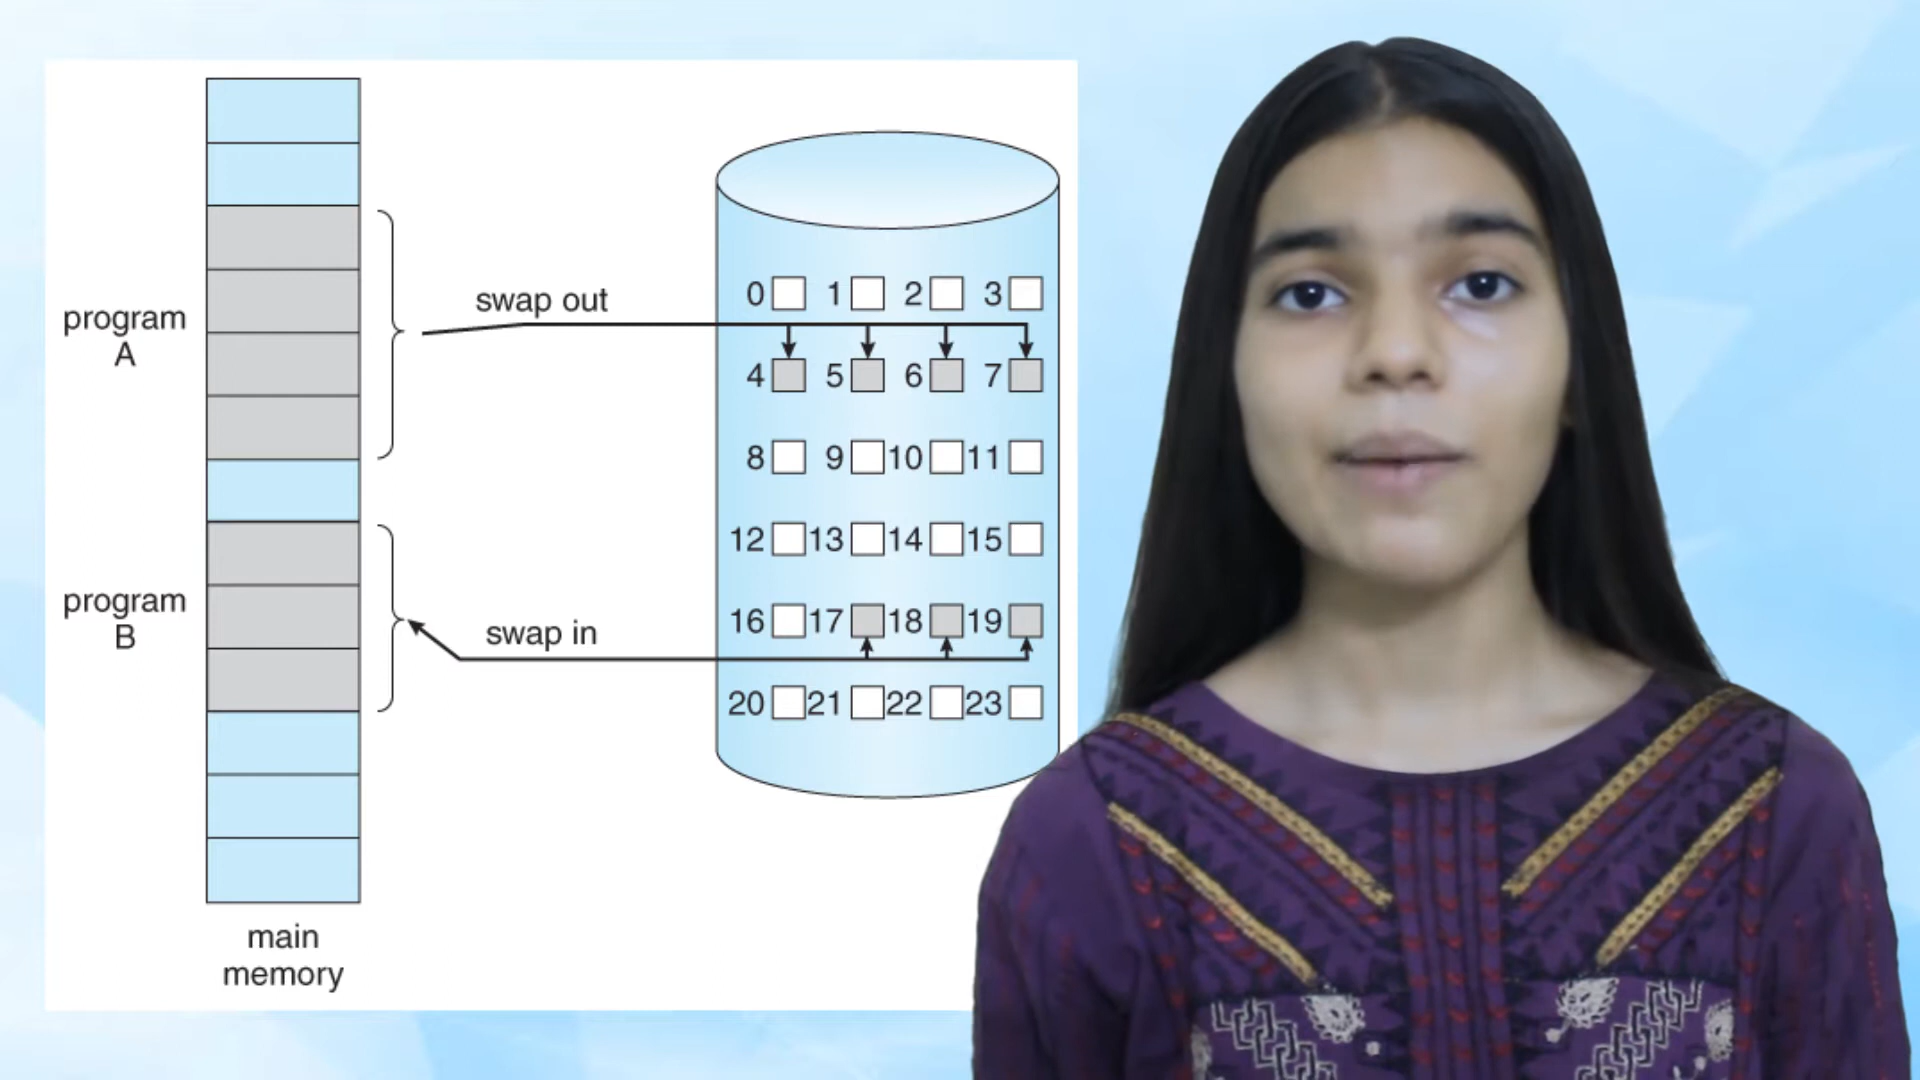 program
A
swap out
0 1 2 3
4 5 6 7
8 9 10 11
12 13 14 15
program
B
swap in
16 17 18 19
20 21 22 23
main
memory